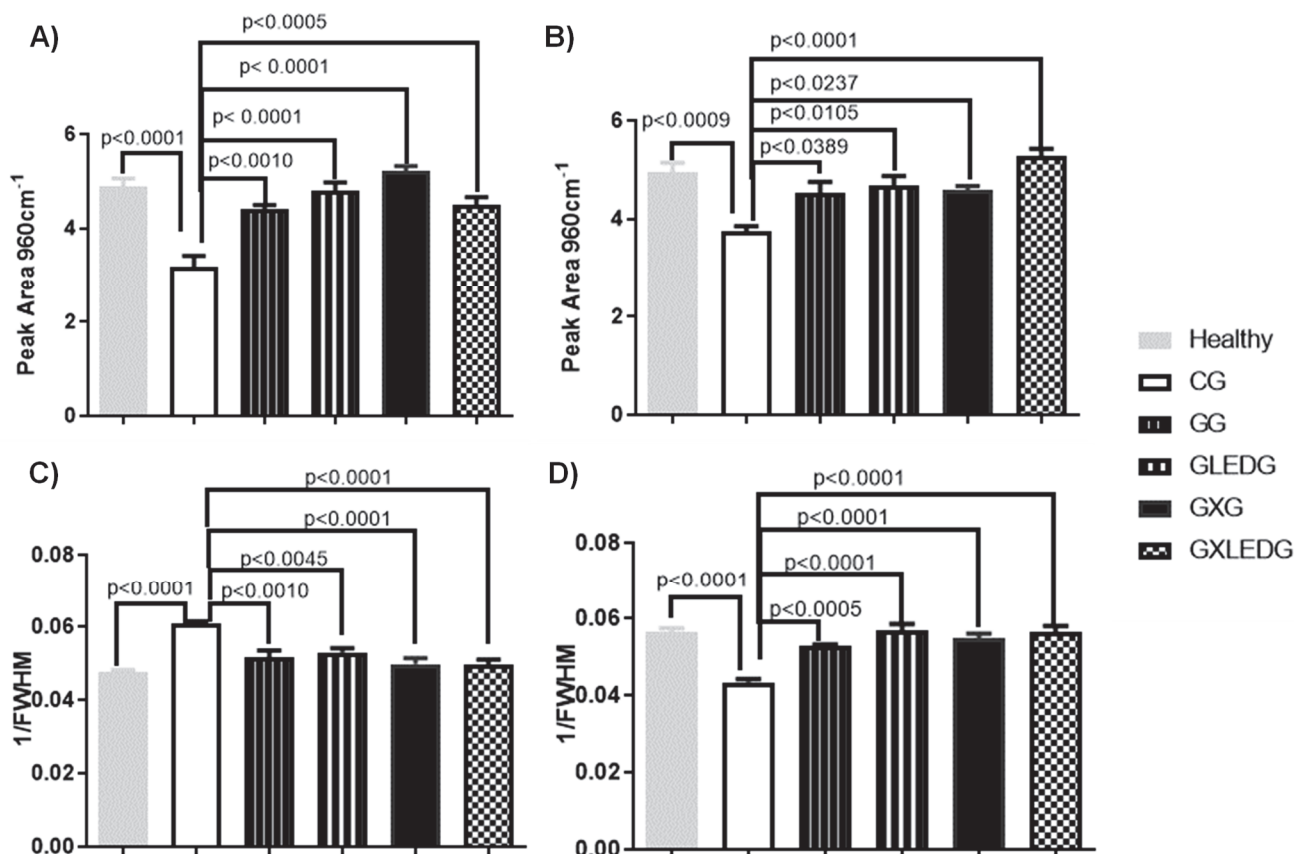 A)
p<0.0005
p< 0.0001
p< 0.0001
p<0.0001
p<0.0010
Peak Area 960cm-1
6
4
2
0
B)
p<0.0001
p<0.0237
p<0.0105
p<0.0009
p<0.0389
Peak Area 960cm-1
6
4
2
0
Healthy
CG
GG
GLEDG
GXG
GXLEDG
C)
p<0.0001
p<0.0001
p<0.0045
p<0.0001
p<0.0010
1/FWHM
0.08
0.06
0.04
0.02
0.00
D)
p<0.0001
p<0.0001
p<0.0001
p<0.0001
p<0.0005
1/FWHM
0.08
0.06
0.04
0.02
0.00